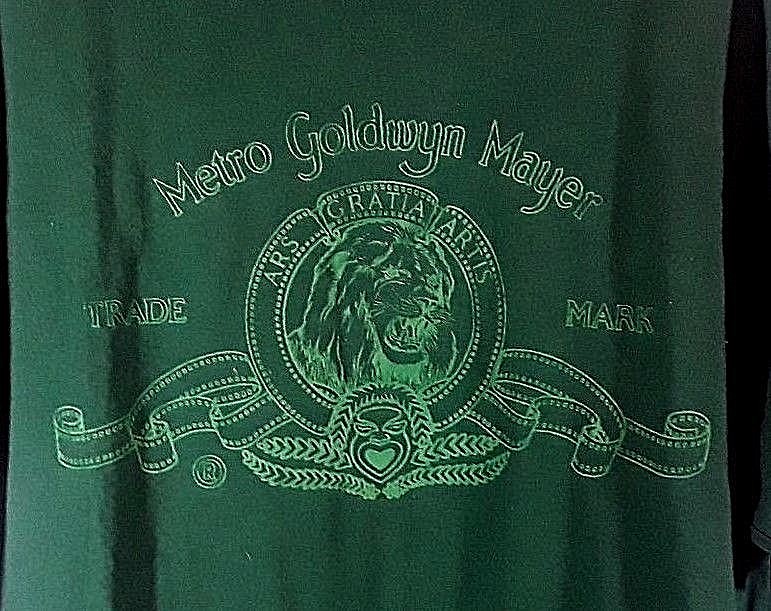 Metro Goldwyn Mayer
ARS GRATIA ARTIS
TRADE MARK
®